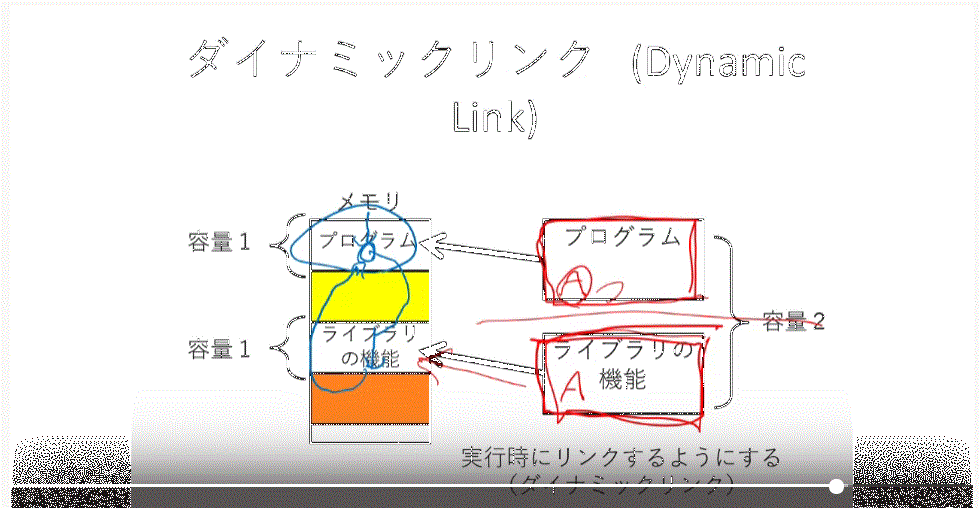 ダイナミックリンク (Dynamic
Link)
メモリ
容量1
プログラム
プログラム
A
容量2
容量1
ライブラリ
の機能
ライブラリの
機能
A
実行時にリンクするようにする
(ダイナミックリンク)